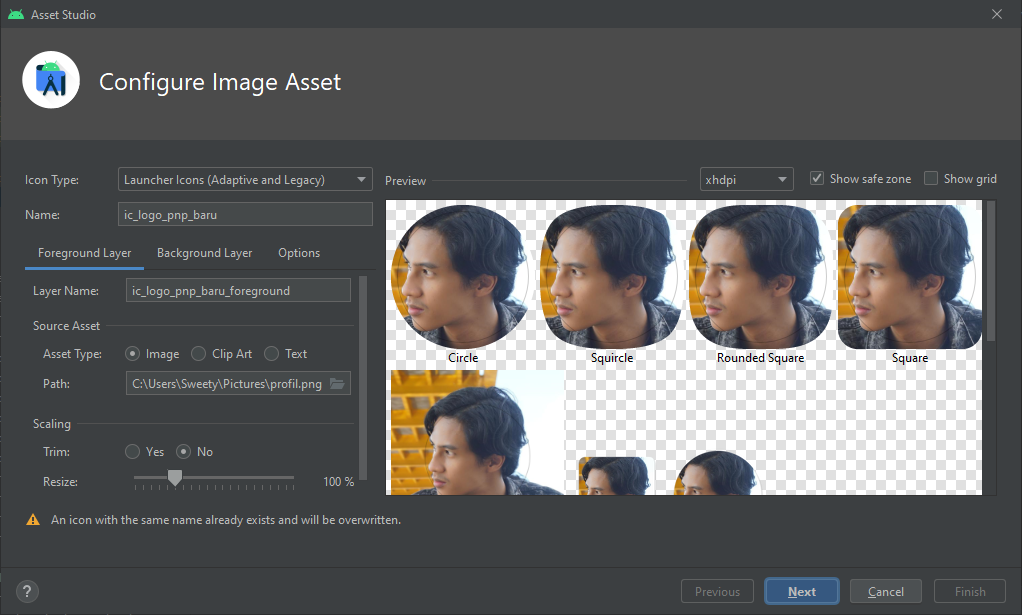 Asset Studio
Configure Image Asset
Icon Type: Launcher Icons (Adaptive and Legacy)
Name: ic_logo_pnp_baru
Foreground Layer Background Layer Options
Layer Name: ic_logo_pnp_baru_foreground
Source Asset
Asset Type: Image Clip Art Text
Path: C:\Users\Sweety\Pictures\profil.png
Scaling
Trim: Yes No
Resize: 100 %
Preview xhdpi Show safe zone Show grid
Circle Squircle Rounded Square Square
An icon with the same name already exists and will be overwritten.
? Previous Next Cancel Finish